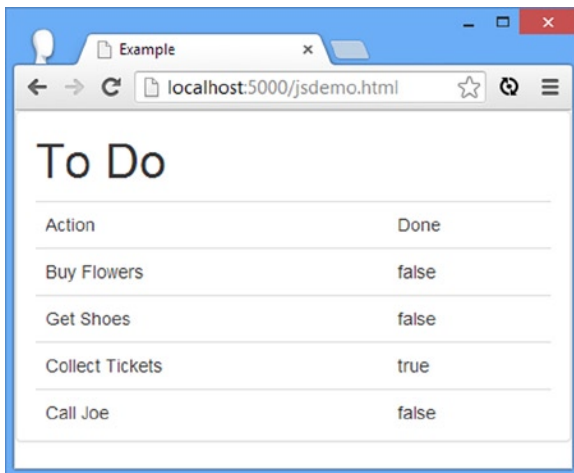 Example
localhost:5000/jsdemo.html
To Do
Action Done
Buy Flowers false
Get Shoes false
Collect Tickets true
Call Joe false